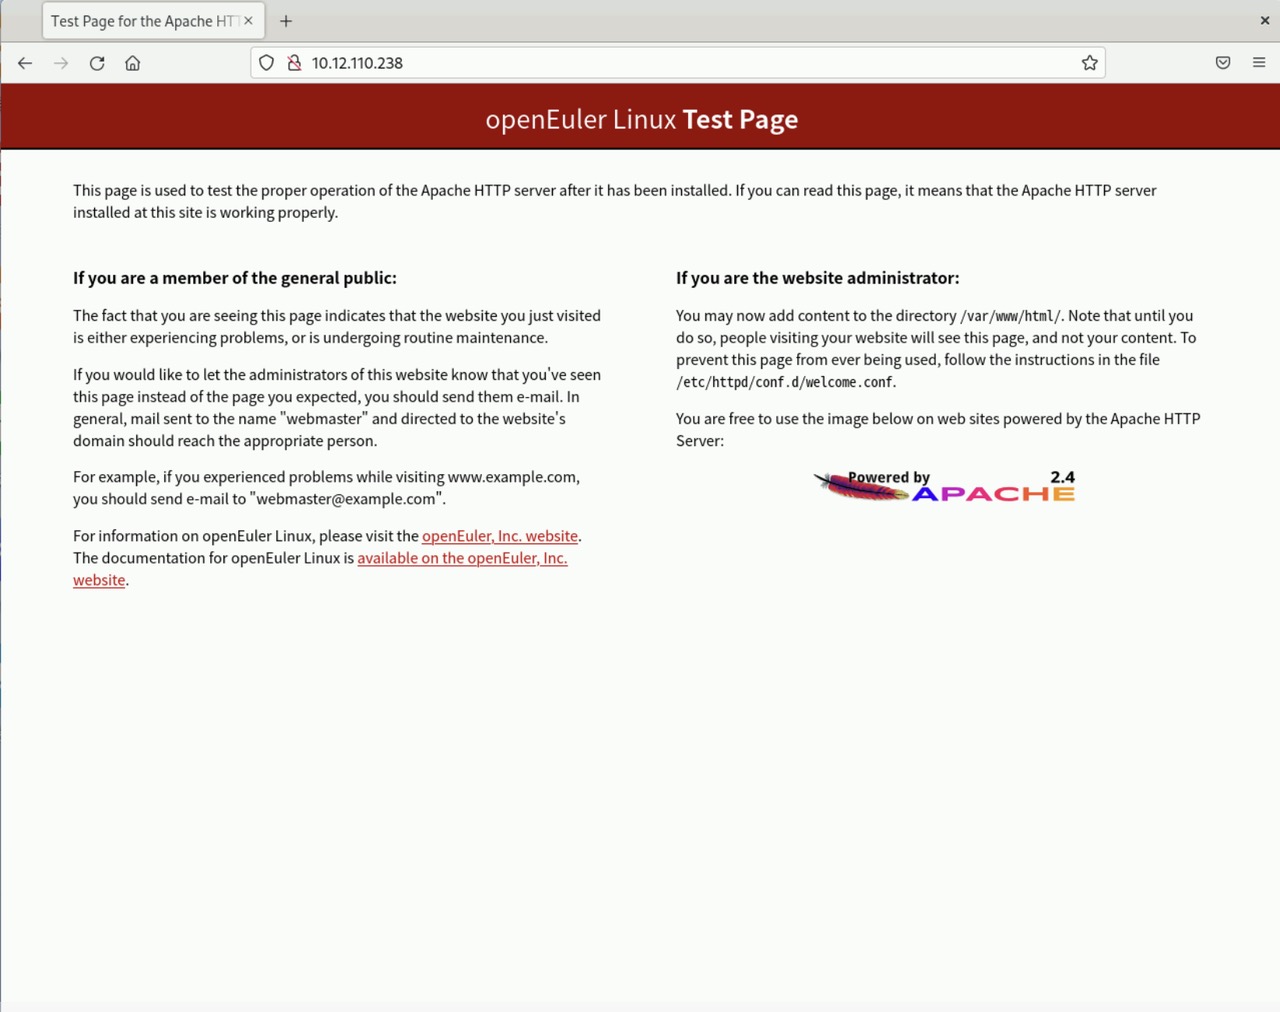 Test Page for the Apache HTT
10.12.110.238
openEuler Linux Test Page
This page is used to test the proper operation of the Apache HTTP server after it has been installed. If you can read this page, it means that the Apache HTTP server
installed at this site is working properly.
If you are a member of the general public:
The fact that you are seeing this page indicates that the website you just visited
is either experiencing problems, or is undergoing routine maintenance.
If you would like to let the administrators of this website know that you've seen
this page instead of the page you expected, you should send them e-mail. In
general, mail sent to the name "webmaster" and directed to the website's
domain should reach the appropriate person.
For example, if you experienced problems while visiting www.example.com,
you should send e-mail to "webmaster@example.com".
For information on openEuler Linux, please visit the openEuler, Inc. website.
The documentation for openEuler Linux is available on the openEuler, Inc.
website.
If you are the website administrator:
You may now add content to the directory /var/www/html/. Note that until you
do so, people visiting your website will see this page, and not your content. To
prevent this page from ever being used, follow the instructions in the file
/etc/httpd/conf.d/welcome.conf.
You are free to use the image below on web sites powered by the Apache HTTP
Server:
Powered by 2.4
APACHE